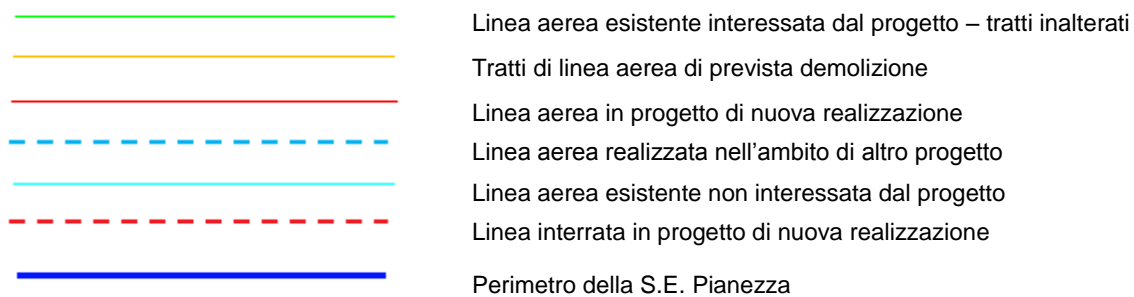 Linea aerea esistente interessata dal progetto – tratti inalterati
Tratti di linea aerea di prevista demolizione
Linea aerea in progetto di nuova realizzazione
Linea aerea realizzata nell'ambito di altro progetto
Linea aerea esistente non interessata dal progetto
Linea interrata in progetto di nuova realizzazione
Perimetro della S.E. Pianezza